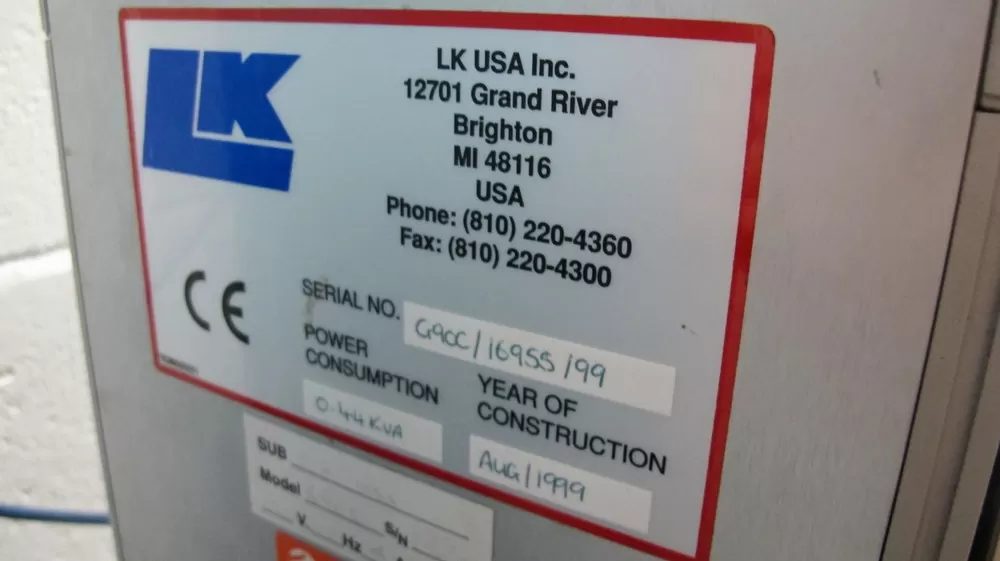 LK
LK USA Inc.
12701 Grand River
Brighton
MI 48116
USA
Phone: (810) 220-4360
Fax: (810) 220-4300
CE
SERIAL NO. G9CC/16955/99
POWER
CONSUMPTION
0.44 KVA
YEAR OF
CONSTRUCTION
AUG/1999
SUB
Model
S/N
V Hz